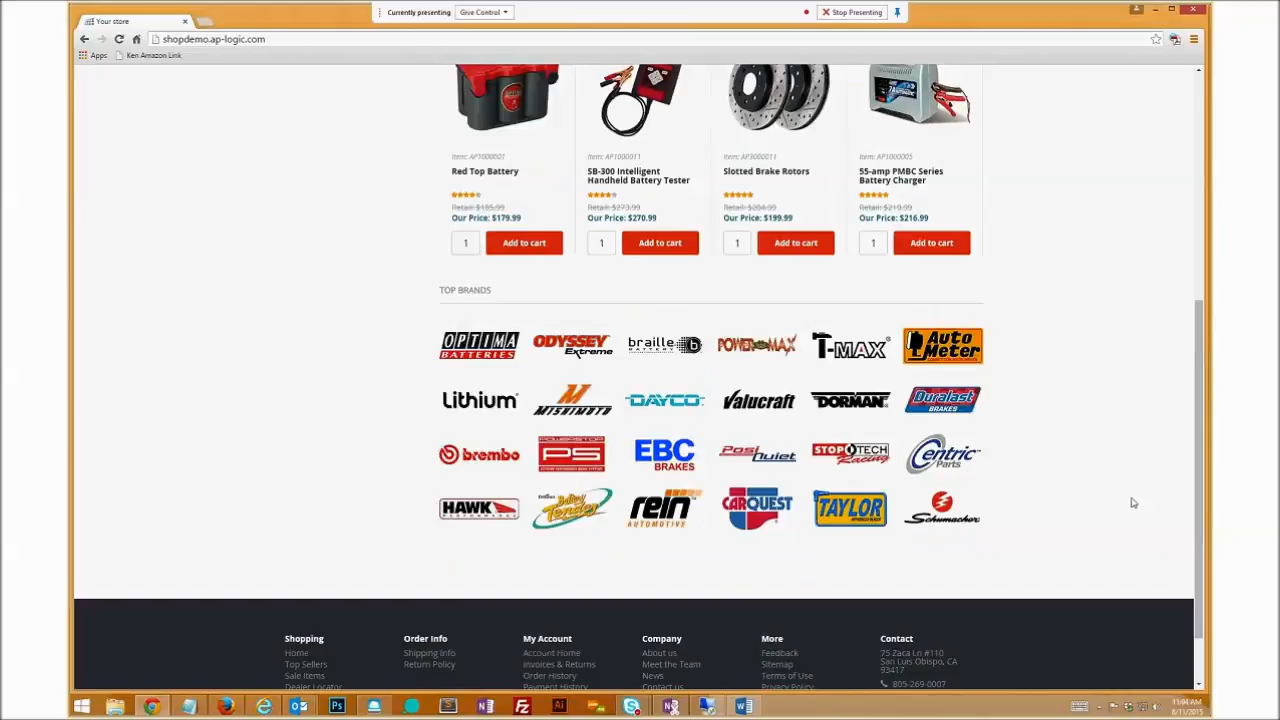 Your store
Currently presenting
Give Control
Stop Presenting
shopdemo.ap-logic.com
Apps
Ken Amazon Link
Item: AP1000001
Item: AP1000011
Item: AP3000011
Item: AP1000005
Red Top Battery
SB-300 Intelligent
Handheld Battery Tester
Slotted Brake Rotors
55-amp PMBC Series
Battery Charger
Retail: $185.99
Retail: $273.99
Retail: $204.99
Retail: $219.99
Our Price: $179.99
Our Price: $270.99
Our Price: $199.99
Our Price: $216.99
1 Add to cart
1 Add to cart
1 Add to cart
1 Add to cart
TOP BRANDS
OPTIMA
BATTERIES
ODYSSEY
Extreme
braille
BATTERY
b
POWERMAX
T-MAX
Auto
Meter
Lithium
MISHIMOTO
DAYCO
Valucraft
DORMAN
Duralast
BRAKES
brembo
POWERSTOP
PS
EBC
BRAKES
PosiQuiet
STOPTECH
Racing
Centric
Parts
HAWK
PERFORMANCE
Battery
Tender
rein
AUTOMOTIVE
CARQUEST
TAYLOR
Schumacher
Shopping
Home
Top Sellers
Sale Items
Dealer Locator
Order Info
Shipping Info
Return Policy
My Account
Account Home
Invoices & Returns
Order History
Payment History
Company
About us
Meet the Team
News
Contact us
More
Feedback
Sitemap
Terms of Use
Privacy Policy
Contact
75 Zaca Ln #110
San Luis Obispo, CA
93417
805-269-0007
11:04 AM
8/11/2015